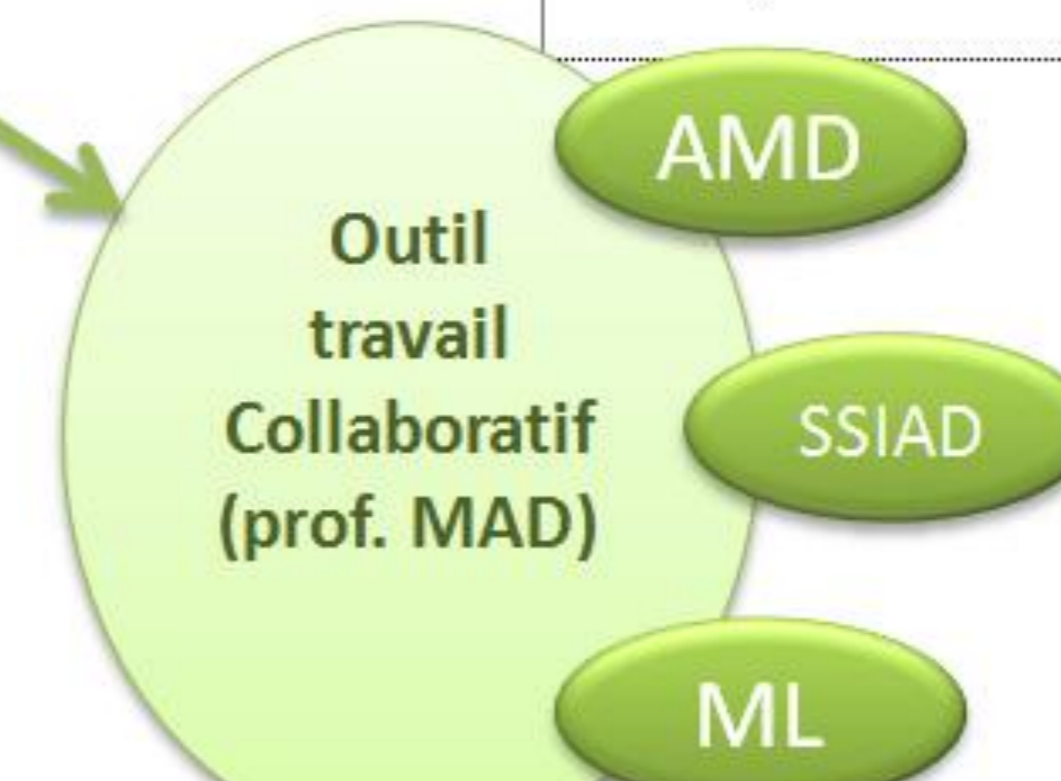 AMD
Outil
travail
Collaboratif
(prof. MAD)
SSIAD
ML